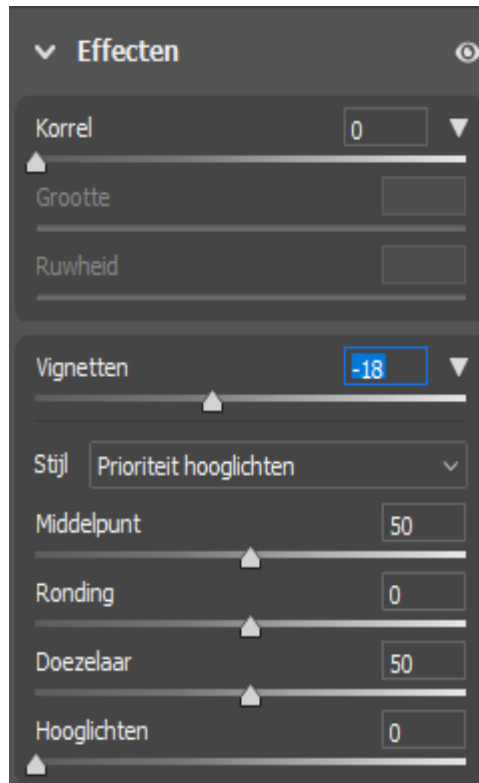 Effecten
Korrel 0
Grootte
Ruwheid
Vignetten -18
Stijl Prioriteit hooglichten
Middelpunt 50
Ronding 0
Doezelaar 50
Hooglichten 0